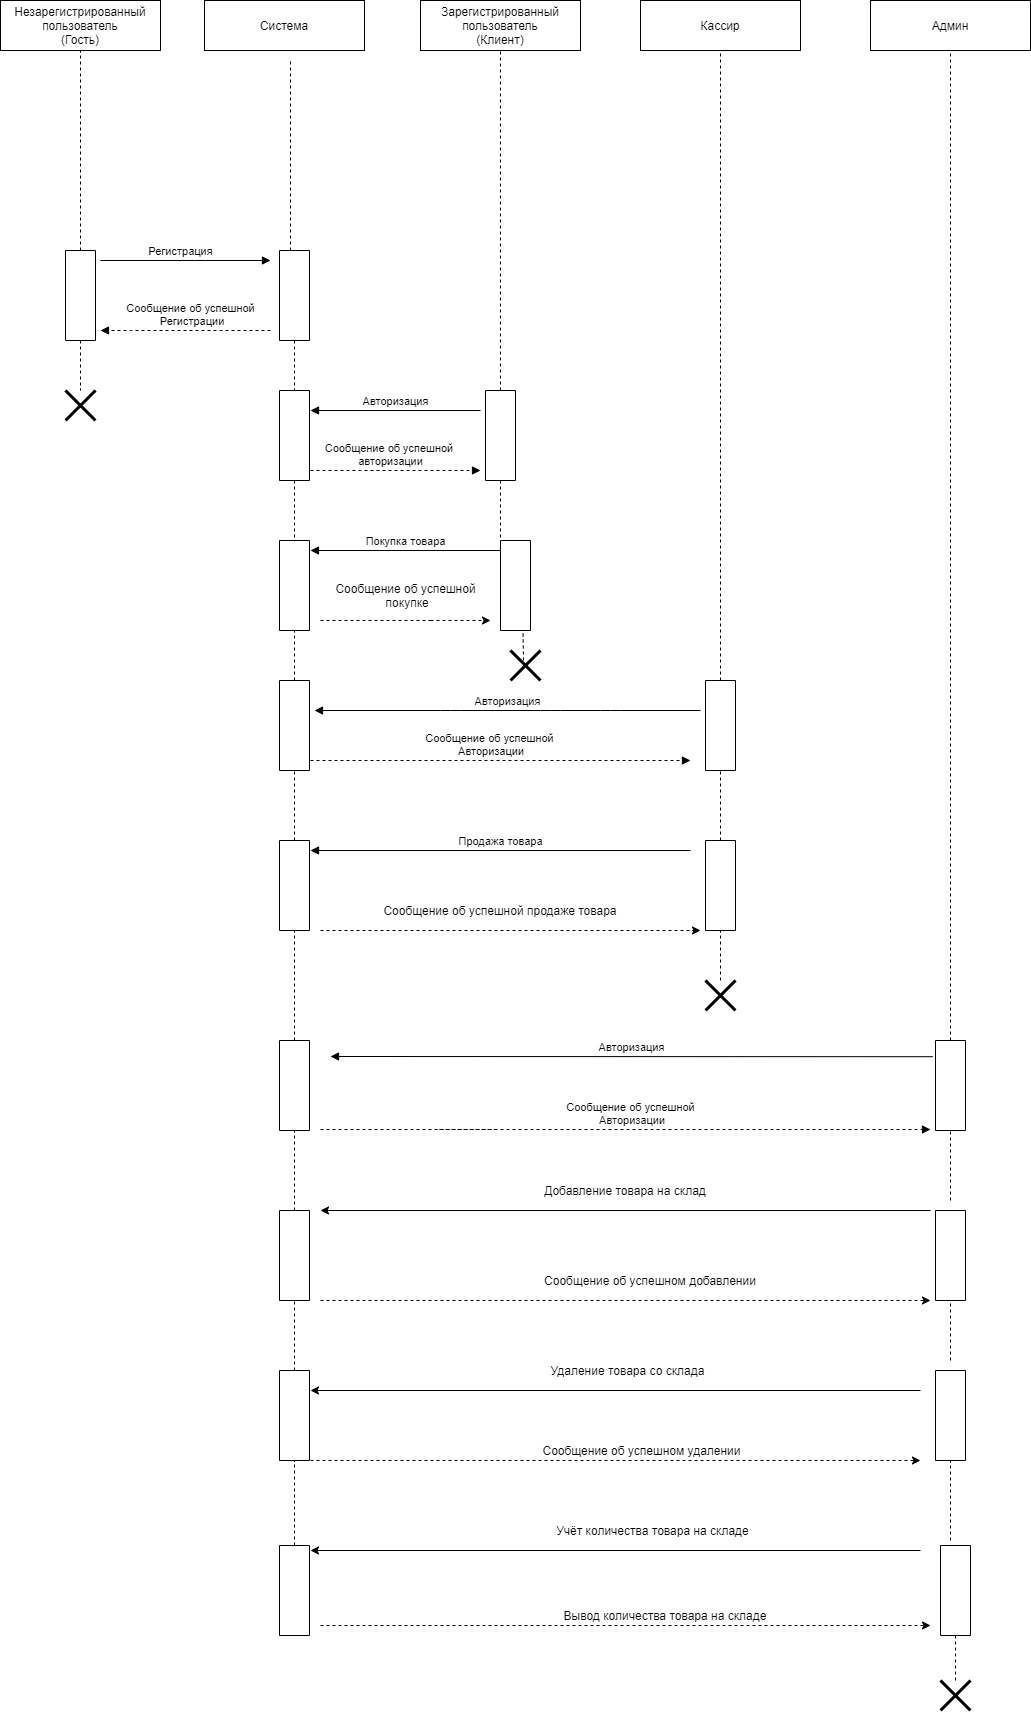 Незарегистрированный
пользователь
(Гость)
Система
Зарегистрированный
пользователь
(Клиент)
Кассир
Админ
Регистрация
Сообщение об успешной
Регистрации
Авторизация
Сообщение об успешной
авторизации
Покупка товара
Сообщение об успешной
покупке
Авторизация
Сообщение об успешной
Авторизации
Продажа товара
Сообщение об успешной продаже товара
Авторизация
Сообщение об успешной
Авторизации
Добавление товара на склад
Сообщение об успешном добавлении
Удаление товара со склада
Сообщение об успешном удалении
Учёт количества товара на складе
Вывод количества товара на складе